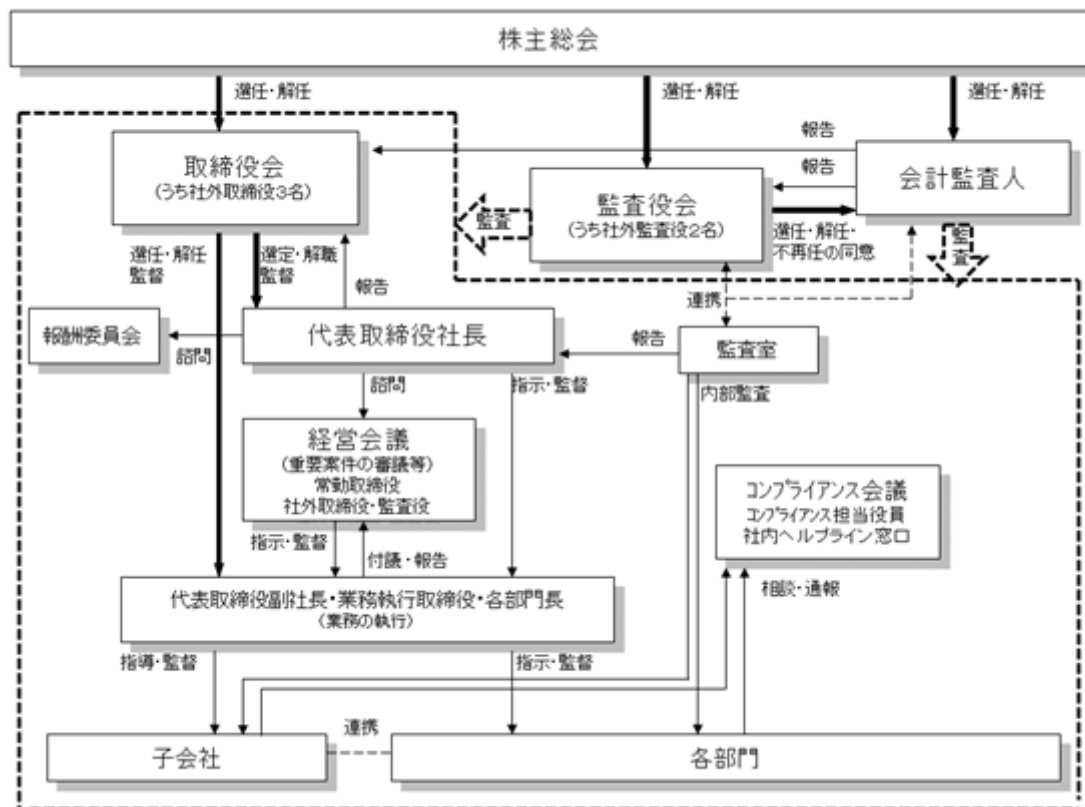 株主総会
選任・解任
選任・解任
選任・解任
報告
取締役会
(うち社外取締役3名)
報告
会計監査人
監査
監査役会
(うち社外監査役2名)
選任・解任・
不再任の同意
監査
選任・解任
監督
選定・解職
監督
報告
連携
報酬委員会
諮問
代表取締役社長
報告
監査室
諮問
指示・監督
内部監査
経営会議
(重要案件の審議等)
常勤取締役
社外取締役・監査役
コンプライアンス会議
コンプライアンス担当役員
社内ヘルプライン窓口
指示・監督
付議・報告
相談・通報
代表取締役副社長・業務執行取締役・各部門長
(業務の執行)
指導・監督
指示・監督
連携
子会社
各部門